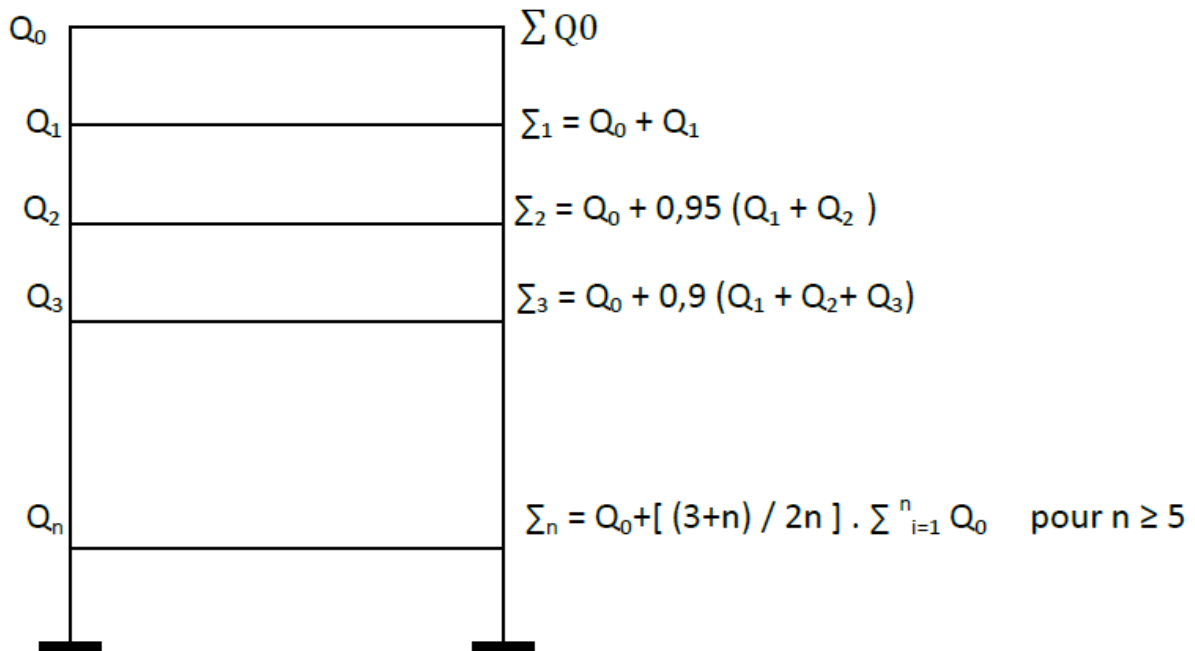 Q₀ ∑ Q0
Q₁ ∑₁ = Q₀ + Q₁
Q₂ ∑₂ = Q₀ + 0,95 (Q₁ + Q₂ )
Q₃ ∑₃ = Q₀ + 0,9 (Q₁ + Q₂+ Q₃)
Qₙ ∑ₙ = Q₀+[ (3+n) / 2n ] . ∑ ⁿᵢ₌₁ Q₀ pour n ≥ 5